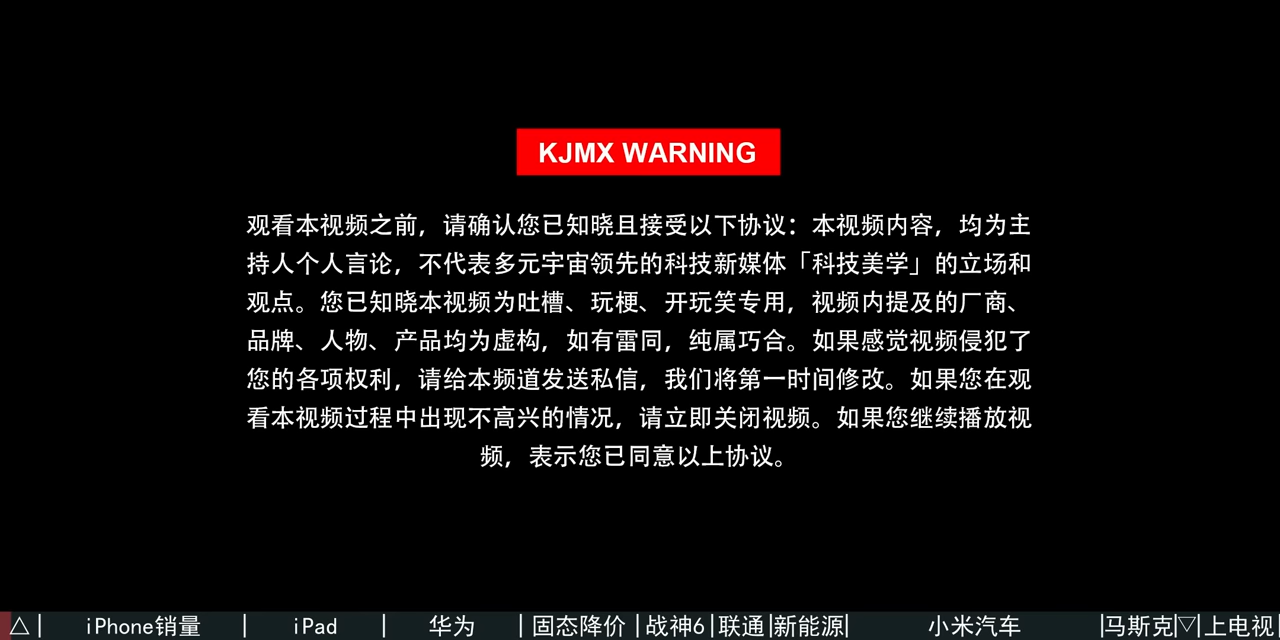 KJMX WARNING
观看本视频之前，请确认您已知晓且接受以下协议：本视频内容，均为主
持人个人言论，不代表多元宇宙领先的科技新媒体「科技美学」的立场和
观点。您已知晓本视频为吐槽、玩梗、开玩笑专用，视频内提及的厂商、
品牌、人物、产品均为虚构，如有雷同，纯属巧合。如果感觉视频侵犯了
您的各项权利，请给本频道发送私信，我们将第一时间修改。如果您在观
看本视频过程中出现不高兴的情况，请立即关闭视频。如果您继续播放视
频，表示您已同意以上协议。
△| iPhone销量 | iPad | 华为 | 固态降价 |战神6|联通|新能源| 小米汽车 |马斯克|▽|上电视